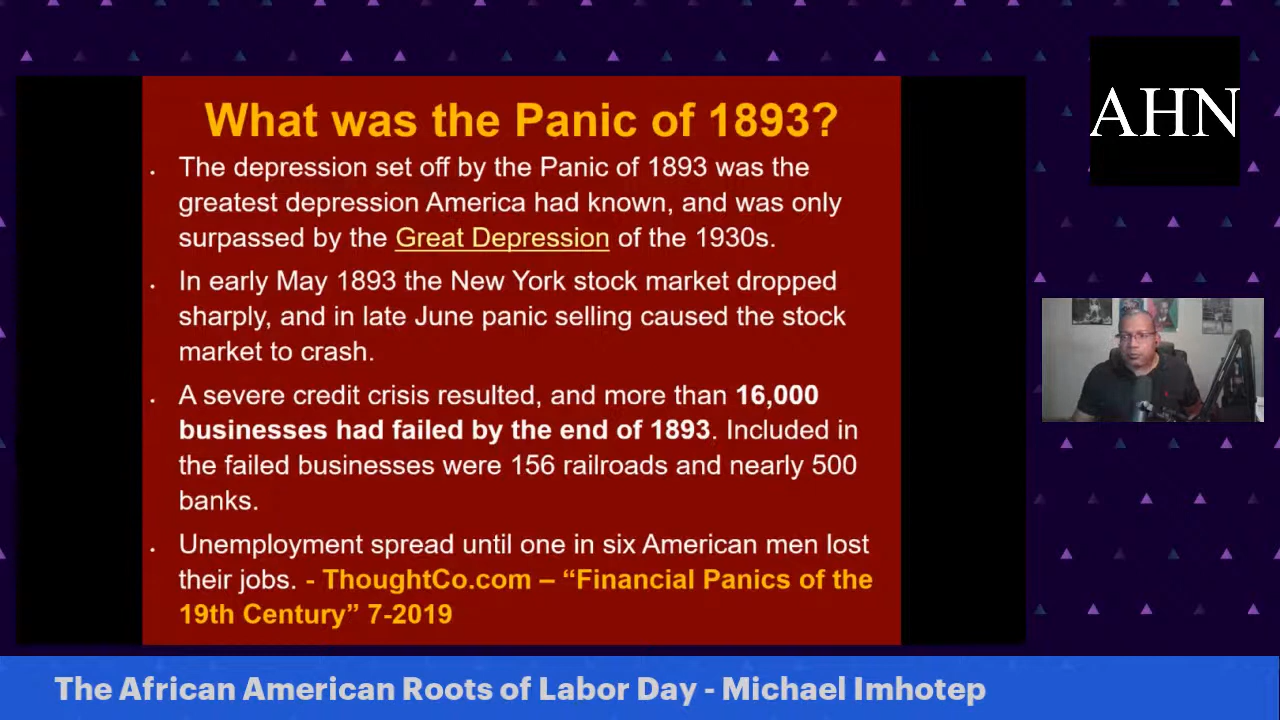 What was the Panic of 1893?
• The depression set off by the Panic of 1893 was the
greatest depression America had known, and was only
surpassed by the Great Depression of the 1930s.
• In early May 1893 the New York stock market dropped
sharply, and in late June panic selling caused the stock
market to crash.
• A severe credit crisis resulted, and more than 16,000
businesses had failed by the end of 1893. Included in
the failed businesses were 156 railroads and nearly 500
banks.
• Unemployment spread until one in six American men lost
their jobs. - ThoughtCo.com – “Financial Panics of the
19th Century” 7-2019
AHN
The African American Roots of Labor Day - Michael Imhotep